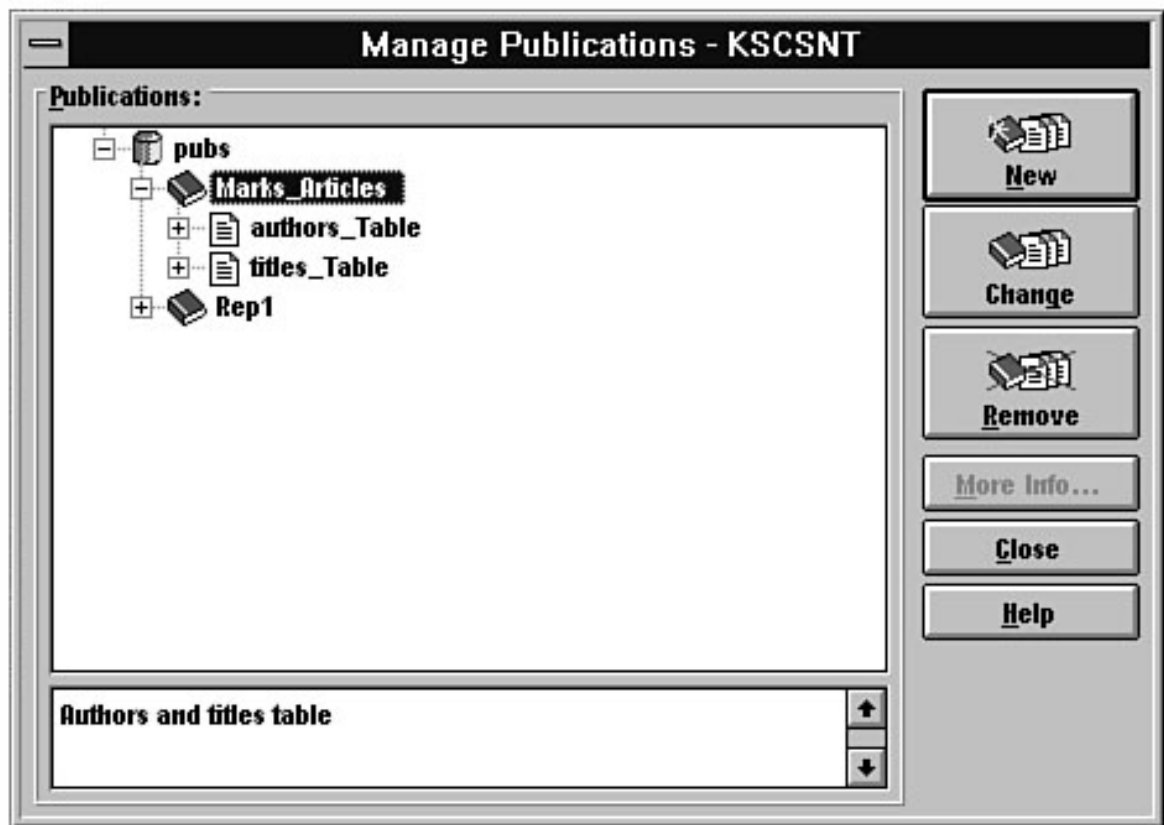 Manage Publications - KSCSNT
Publications:
pubs
Marks_Articles
authors_Table
titles_Table
Rep1
Authors and titles table
New
Change
Remove
More Info...
Close
Help